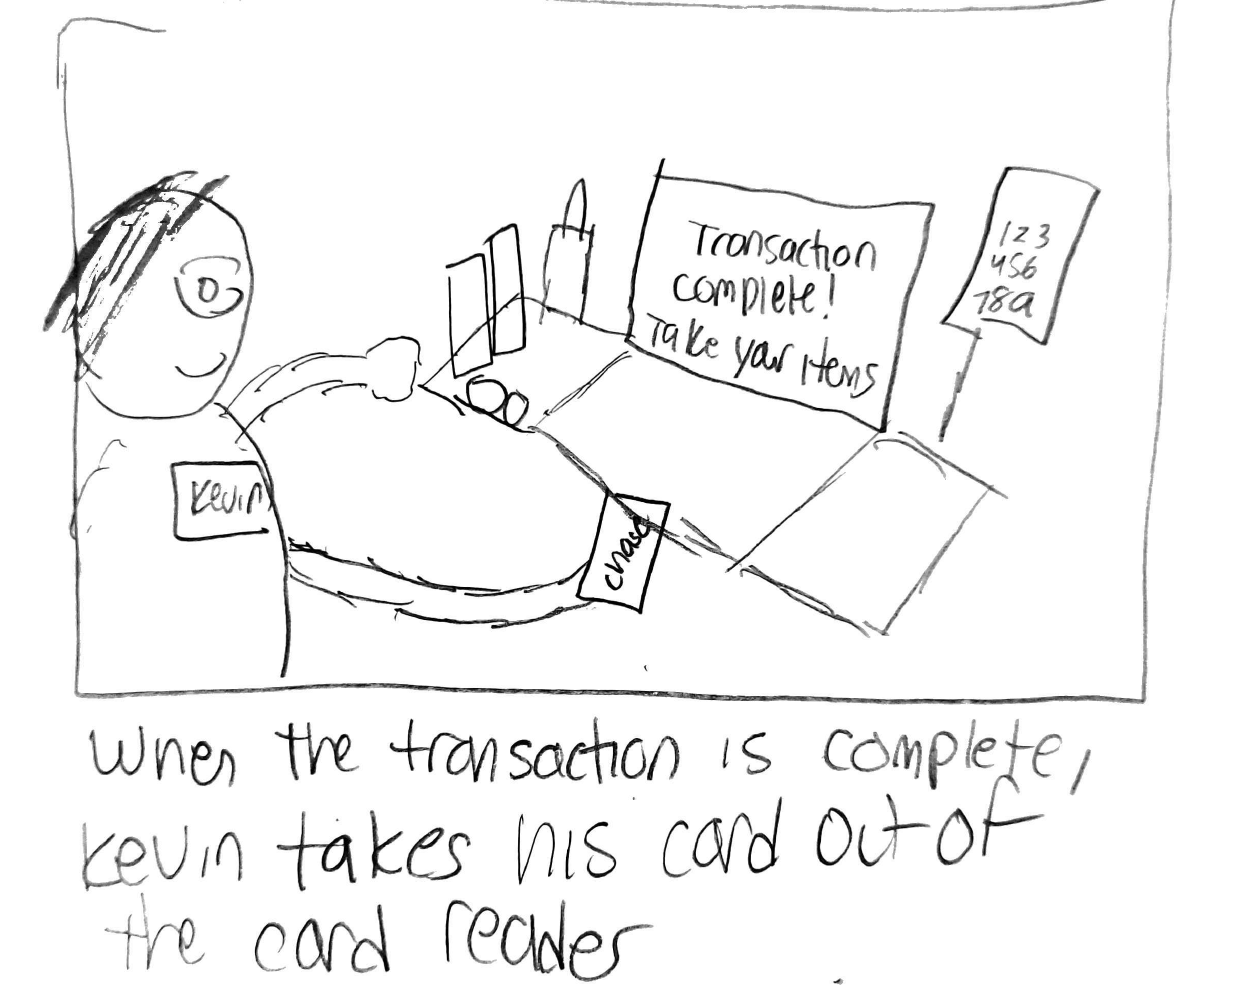 Transaction
complete!
Take your items
123
456
789
Kevin
chase
When the transaction is complete,
Kevin takes his card out of
the card reader